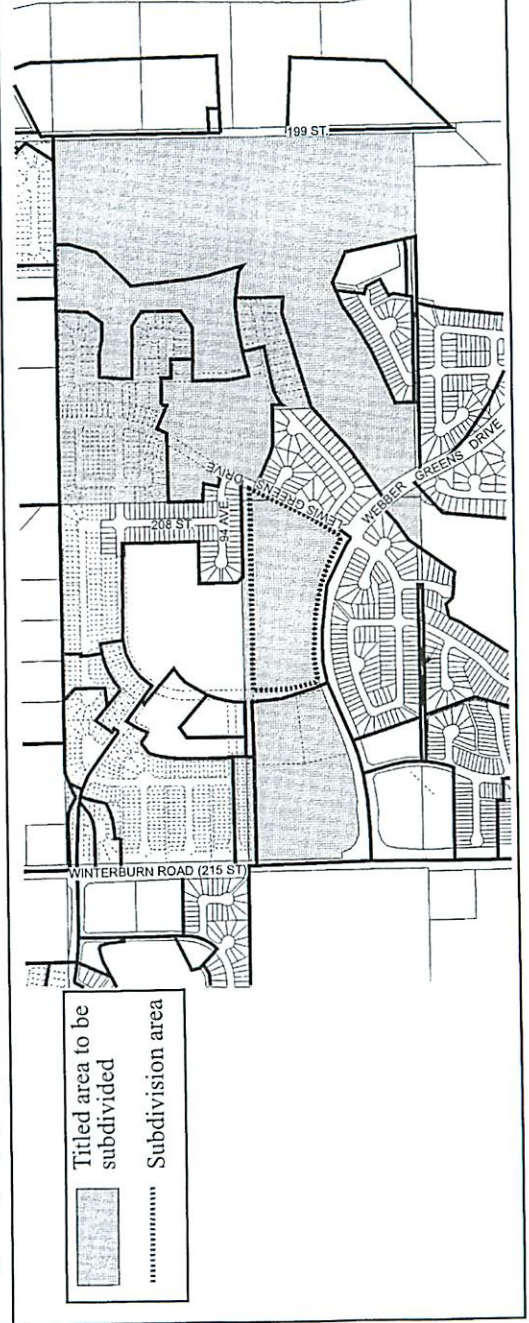 199 ST.
LEWIS GREENS DRIVE
WEBBER GREENS DRIVE
208 ST.
94 AVE
WINTERBURN ROAD (215 ST)
Titled area to be
subdivided
Subdivision area